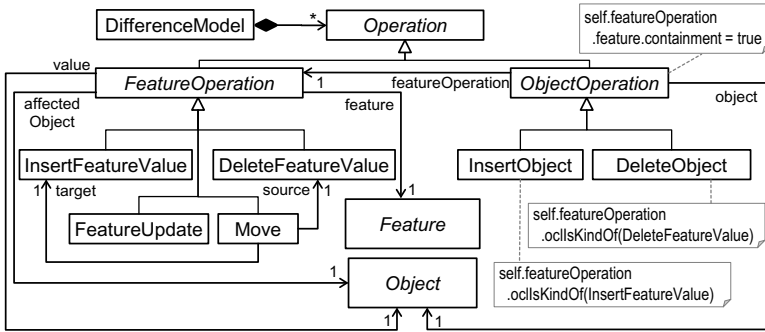 DifferenceModel
*
Operation
self.featureOperation
.feature.containment = true
value
FeatureOperation
1
featureOperation
ObjectOperation
affected
Object
feature
object
InsertFeatureValue
DeleteFeatureValue
InsertObject
DeleteObject
1
target
source
1
1
FeatureUpdate
Move
Feature
self.featureOperation
.oclIsKindOf(DeleteFeatureValue)
1
Object
self.featureOperation
.oclIsKindOf(InsertFeatureValue)
1
1